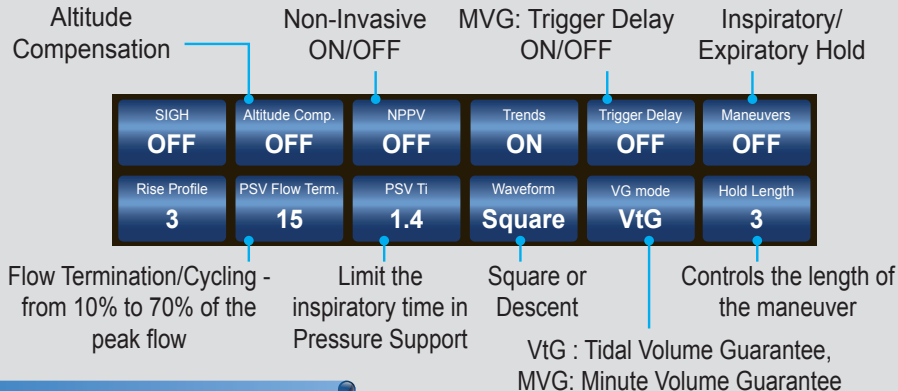 Altitude
Compensation
Non-Invasive
ON/OFF
MVG: Trigger Delay
ON/OFF
Inspiratory/
Expiratory Hold
SIGH
OFF
Altitude Comp.
OFF
NPPV
OFF
Trends
ON
Trigger Delay
OFF
Maneuvers
OFF
Rise Profile
3
PSV Flow Term.
15
PSV Ti
1.4
Waveform
Square
VG mode
VtG
Hold Length
3
Flow Termination/Cycling -
from 10% to 70% of the
peak flow
Limit the
inspiratory time in
Pressure Support
Square or
Descent
Controls the length of
the maneuver
VtG : Tidal Volume Guarantee,
MVG: Minute Volume Guarantee